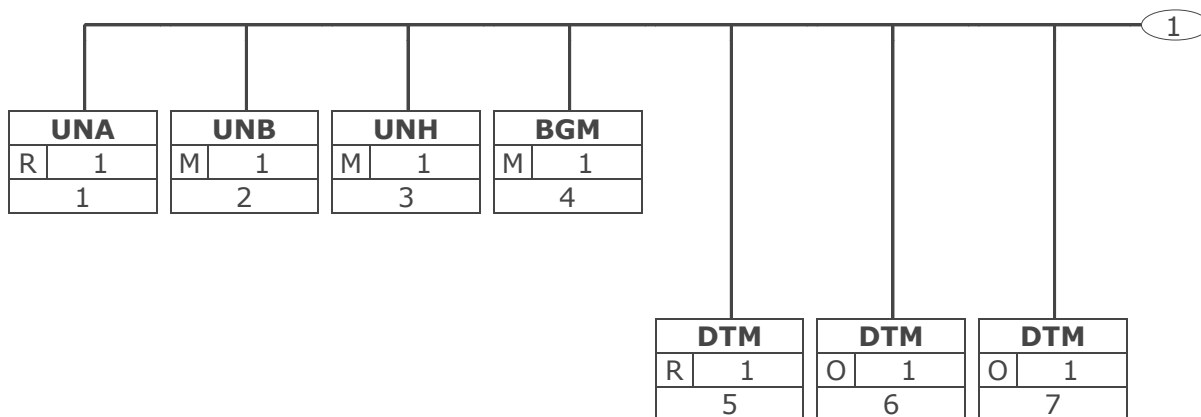 1
UNA UNB UNH BGM
R 1 M 1 M 1 M 1
1 2 3 4
DTM DTM DTM
R 1 O 1 O 1
5 6 7